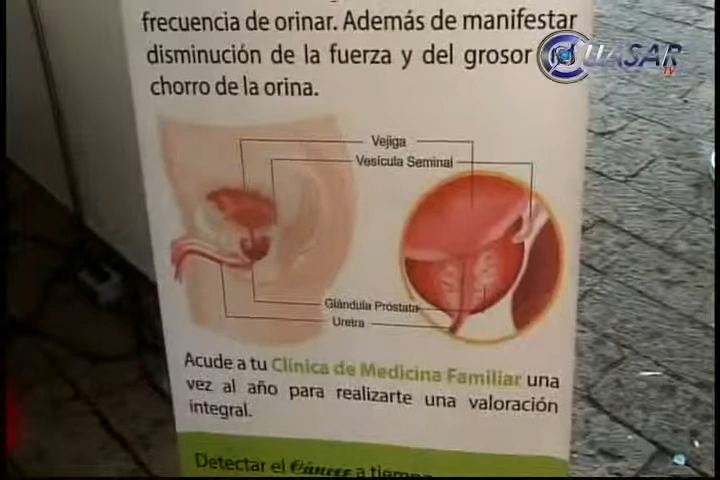 frecuencia de orinar. Además de manifestar
disminución de la fuerza y del grosor
chorro de la orina.
QUASAR
TV
Vejiga
Vesícula Seminal
Glándula Próstata
Uretra
Acude a tu Clínica de Medicina Familiar una
vez al año para realizarte una valoración
integral.
Detectar el Cáncer a tiempo